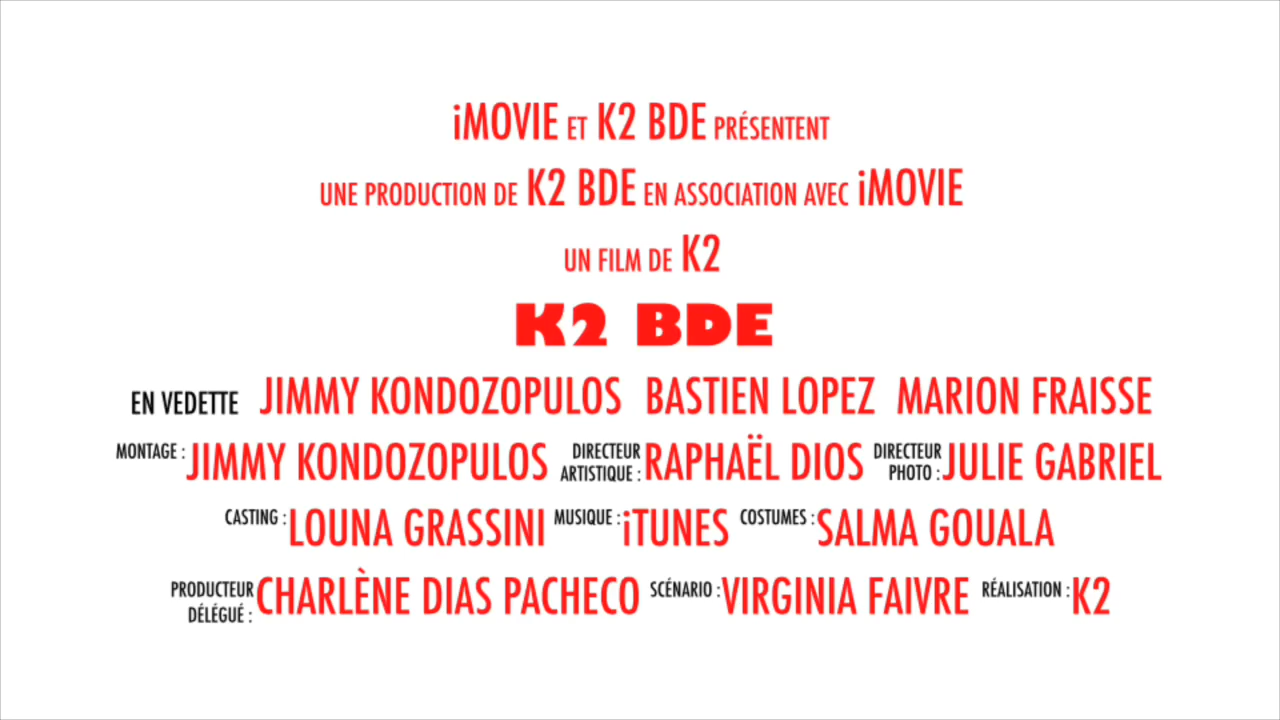 iMOVIE ET K2 BDE PRÉSENTENT
UNE PRODUCTION DE K2 BDE EN ASSOCIATION AVEC iMOVIE
UN FILM DE K2
K2 BDE
EN VEDETTE JIMMY KONDOZOPULOS BASTIEN LOPEZ MARION FRAISSE
MONTAGE : JIMMY KONDOZOPULOS DIRECTEUR ARTISTIQUE : RAPHAËL DIOS DIRECTEUR PHOTO : JULIE GABRIEL
CASTING : LOUNA GRASSINI MUSIQUE : iTUNES COSTUMES : SALMA GOUALA
PRODUCTEUR DÉLÉGUÉ : CHARLÈNE DIAS PACHECO SCÉNARIO : VIRGINIA FAIVRE RÉALISATION : K2